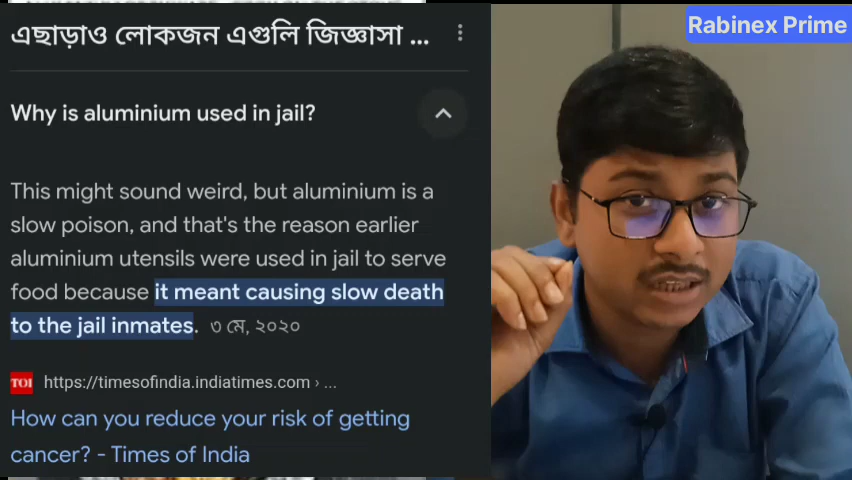 Rabinex Prime
এছাড়াও লোকজন এগুলি জিজ্ঞাসা ...
Why is aluminium used in jail?
This might sound weird, but aluminium is a
slow poison, and that's the reason earlier
aluminium utensils were used in jail to serve
food because it meant causing slow death
to the jail inmates. ৩ মে, ২০২০
TOI https://timesofindia.indiatimes.com › ...
How can you reduce your risk of getting
cancer? - Times of India